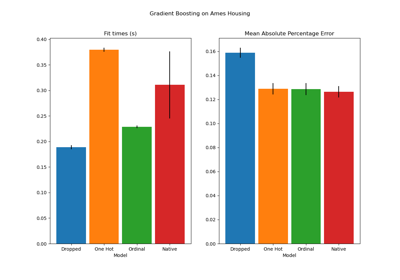 Gradient Boosting on Ames Housing
Fit times (s)
0.40
0.35
0.30
0.25
0.20
0.15
0.10
0.05
0.00
Dropped One Hot Ordinal Native
Model
Mean Absolute Percentage Error
0.16
0.14
0.12
0.10
0.08
0.06
0.04
0.02
0.00
Dropped One Hot Ordinal Native
Model